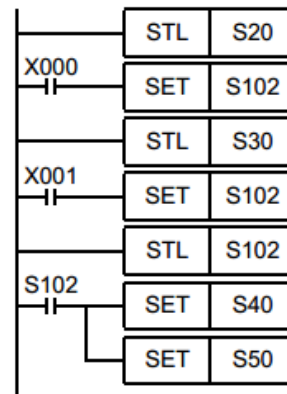 STL S20
X000
SET S102
STL S30
X001
SET S102
STL S102
S102
SET S40
SET S50